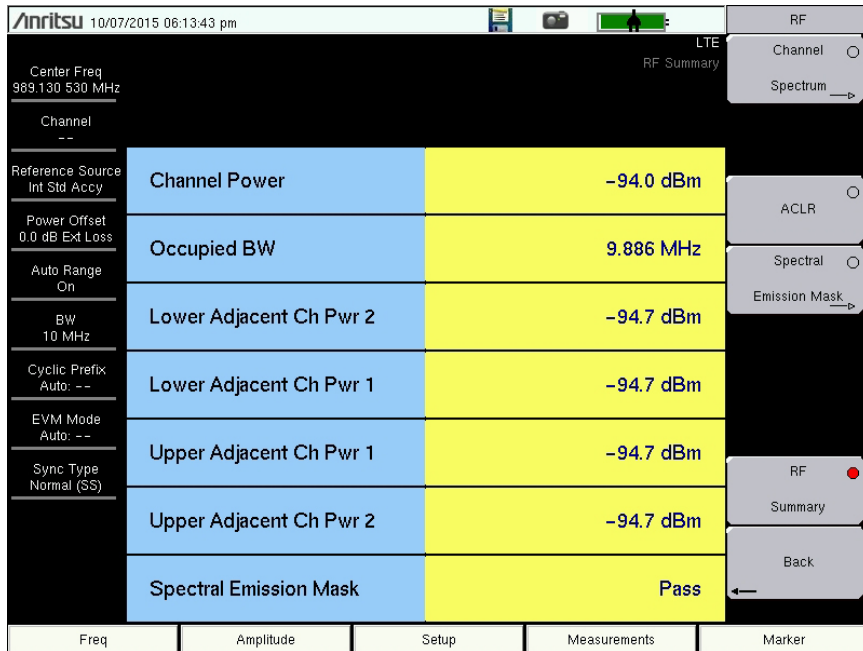 Anritsu 10/07/2015 06:13:43 pm
RF
LTE
RF Summary
Center Freq
989.130 530 MHz
Channel
--
Reference Source
Int Std Accy
Power Offset
0.0 dB Ext Loss
Auto Range
On
BW
10 MHz
Cyclic Prefix
Auto: --
EVM Mode
Auto: --
Sync Type
Normal (SS)
Channel Power -94.0 dBm
Occupied BW 9.886 MHz
Lower Adjacent Ch Pwr 2 -94.7 dBm
Lower Adjacent Ch Pwr 1 -94.7 dBm
Upper Adjacent Ch Pwr 1 -94.7 dBm
Upper Adjacent Ch Pwr 2 -94.7 dBm
Spectral Emission Mask Pass
Channel
Spectrum
ACLR
Spectral
Emission Mask
RF
Summary
Back
Freq Amplitude Setup Measurements Marker